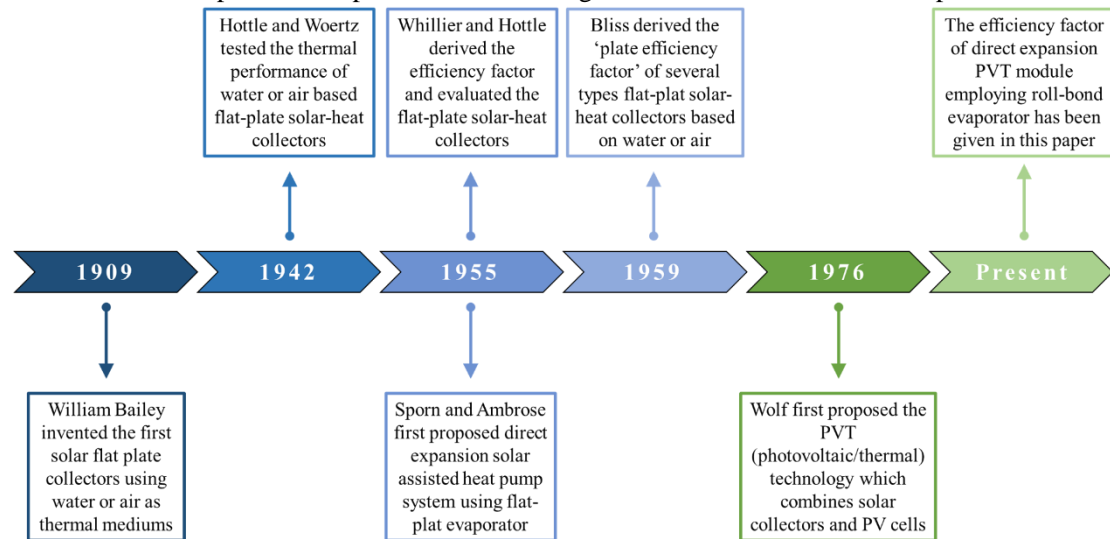 Hottle and Woertz
tested the thermal
performance of
water or air based
flat-plate solar-heat
collectors
Whillier and Hottle
derived the
efficiency factor
and evaluated the
flat-plate solar-heat
collectors
Bliss derived the
‘plate efficiency
factor’ of several
types flat-plat solar-
heat collectors based
on water or air
The efficiency factor
of direct expansion
PVT module
employing roll-bond
evaporator has been
given in this paper
1909
1942
1955
1959
1976
Present
William Bailey
invented the first
solar flat plate
collectors using
water or air as
thermal mediums
Sporn and Ambrose
first proposed direct
expansion solar
assisted heat pump
system using flat-
plat evaporator
Wolf first proposed the
PVT
(photovoltaic/thermal)
technology which
combines solar
collectors and PV cells